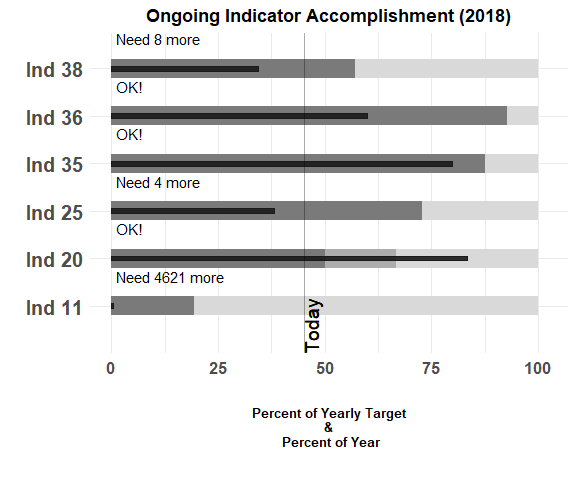 Ongoing Indicator Accomplishment (2018)
Need 8 more
Ind 38
OK!
Ind 36
OK!
Ind 35
Need 4 more
Ind 25
OK!
Ind 20
Need 4621 more
Ind 11
Today
0 25 50 75 100
Percent of Yearly Target
&
Percent of Year